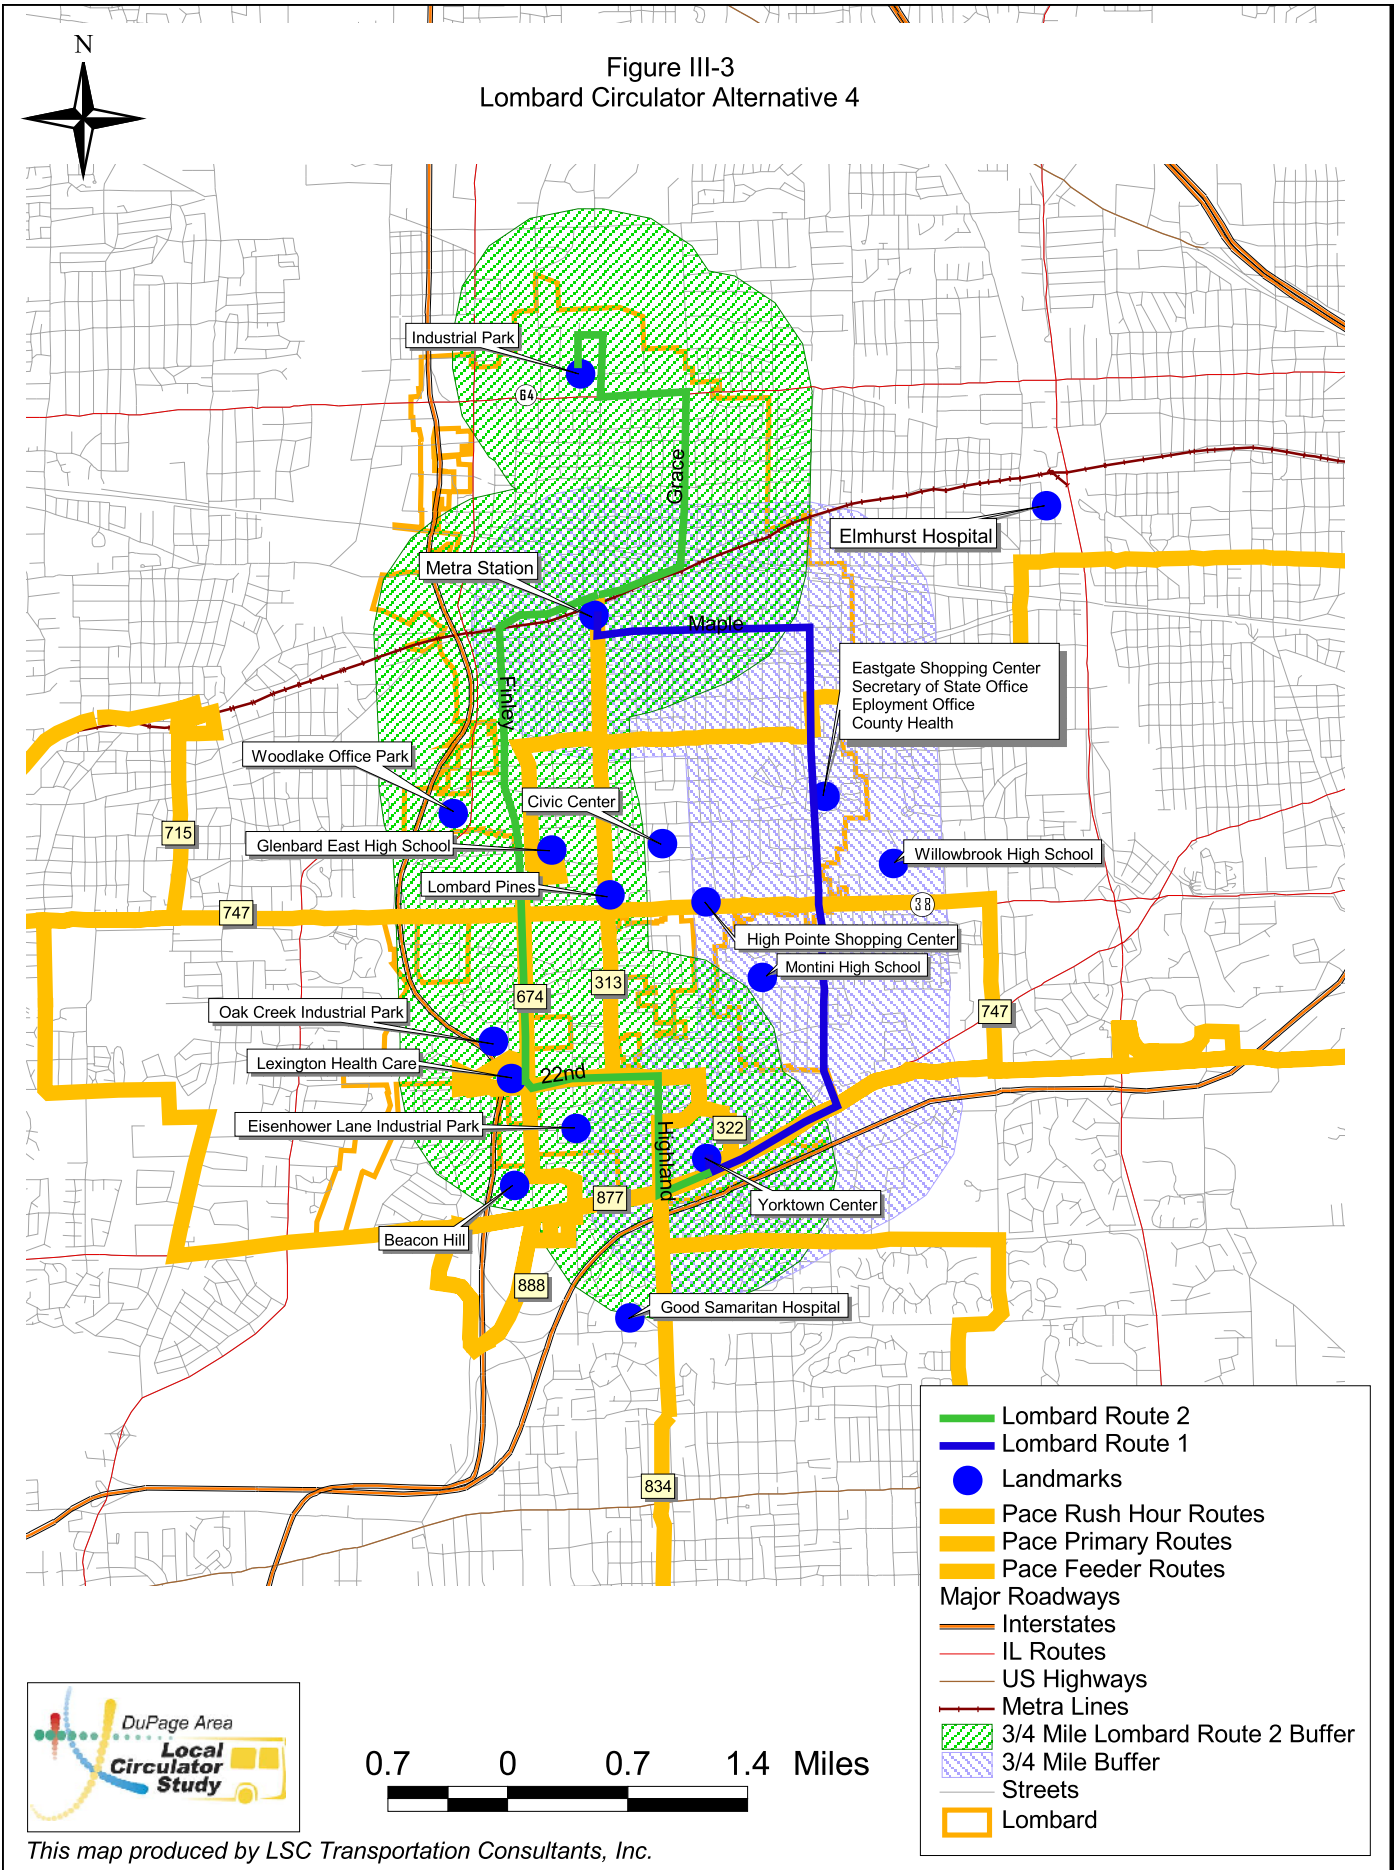 N
Figure III-3
Lombard Circulator Alternative 4
Industrial Park
64
Grace
Elmhurst Hospital
Metra Station
Maple
Eastgate Shopping Center
Secretary of State Office
Eployment Office
County Health
Finley
Woodlake Office Park
Civic Center
715
Glenbard East High School
Willowbrook High School
Lombard Pines
747
38
High Pointe Shopping Center
Montini High School
313
674
Oak Creek Industrial Park
747
Lexington Health Care
22nd
Eisenhower Lane Industrial Park
322
Highland
877
Yorktown Center
Beacon Hill
888
Good Samaritan Hospital
834
Lombard Route 2
Lombard Route 1
Landmarks
Pace Rush Hour Routes
Pace Primary Routes
Pace Feeder Routes
Major Roadways
Interstates
IL Routes
US Highways
Metra Lines
3/4 Mile Lombard Route 2 Buffer
3/4 Mile Buffer
Streets
Lombard
DuPage Area
Local
Circulator
Study
0.7 0 0.7 1.4 Miles
This map produced by LSC Transportation Consultants, Inc.